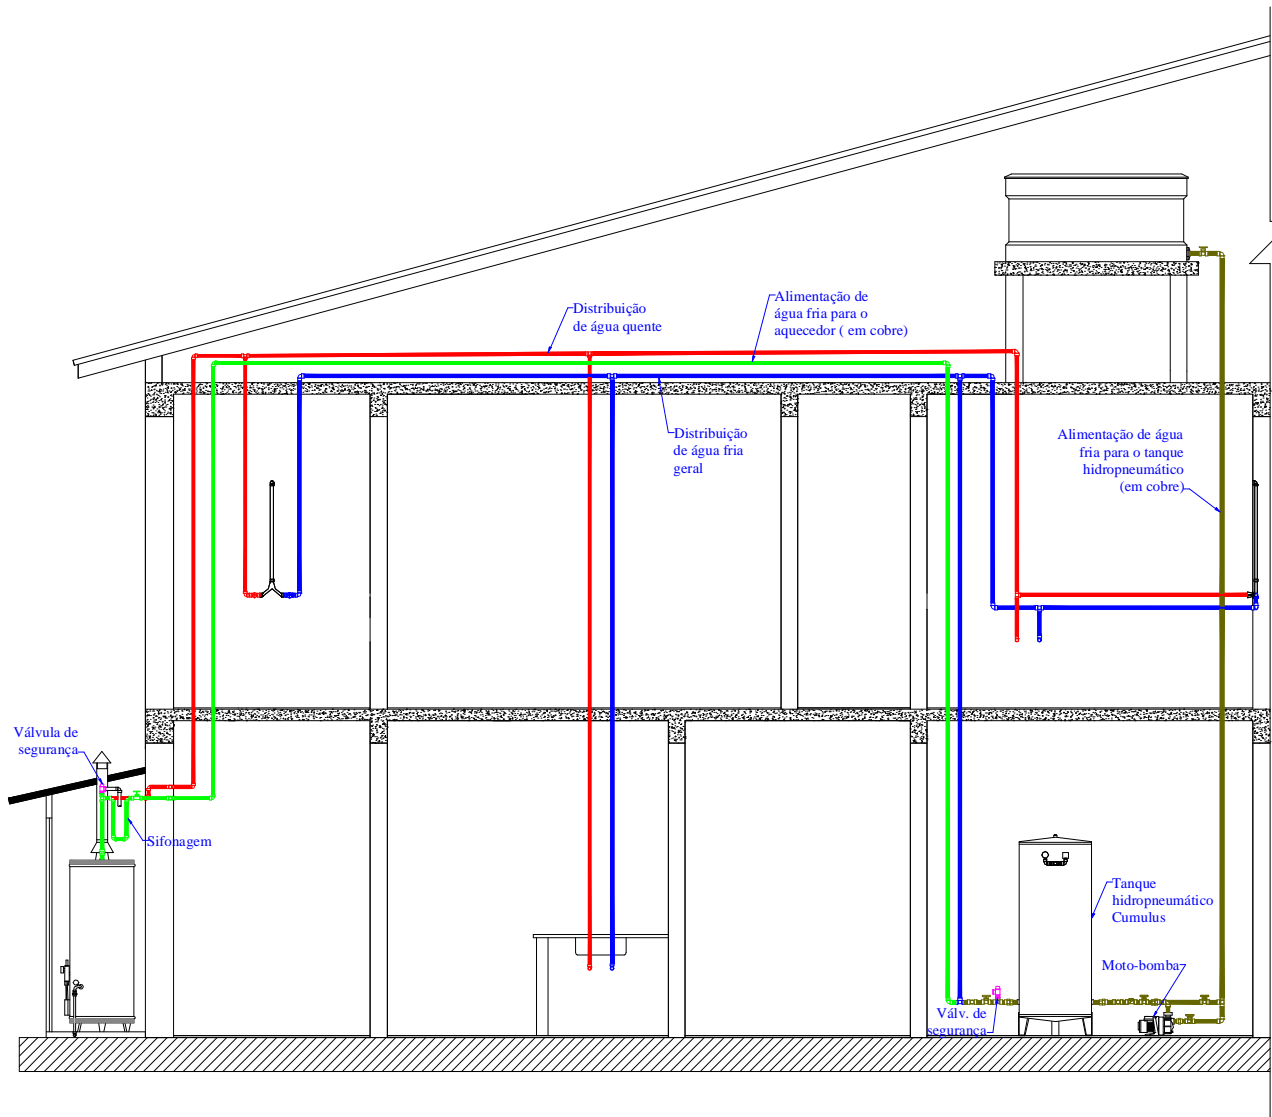 Distribuição
de água quente
Alimentação de
água fria para o
aquecedor ( em cobre)
Distribuição
de água fria
geral
Alimentação de água
fria para o tanque
hidropneumático
(em cobre)
Válvula de
segurança
Sifonagem
Tanque
hidropneumático
Cumulus
Moto-bomba
Válv. de
segurança